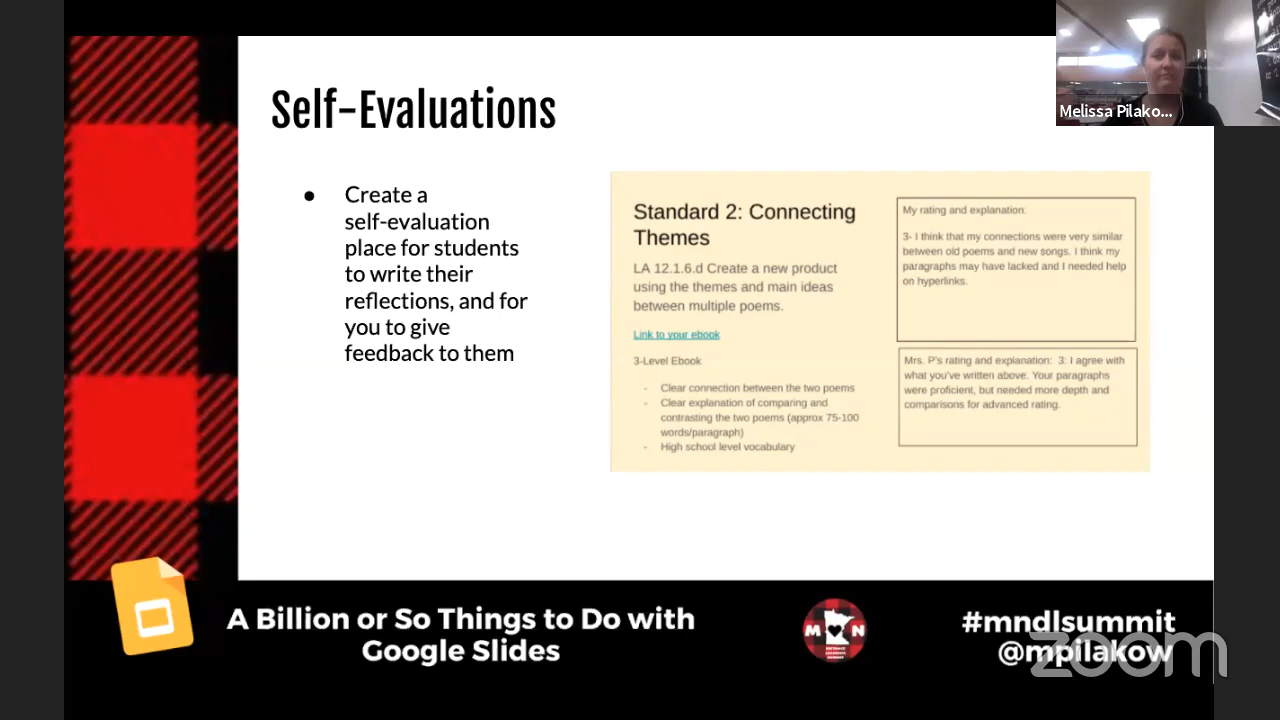 Self-Evaluations
● Create a
self-evaluation
place for students
to write their
reflections, and for
you to give
feedback to them
Standard 2: Connecting
Themes
LA 12.1.6.d Create a new product
using the themes and main ideas
between multiple poems.
Link to your ebook
3-Level Ebook
- Clear connection between the two poems
- Clear explanation of comparing and
contrasting the two poems (approx 75-100
words/paragraph)
- High school level vocabulary
My rating and explanation:
3- I think that my connections were very similar
between old poems and new songs. I think my
paragraphs may have lacked and I needed help
on hyperlinks.
Mrs. P's rating and explanation: 3: I agree with
what you've written above. Your paragraphs
were proficient, but needed more depth and
comparisons for advanced rating.
Melissa Pilako...
A Billion or So Things to Do with
Google Slides
M N
DISTANCE
LEARNING
SUMMIT
#mndlsummit
@mpilakow
zoom